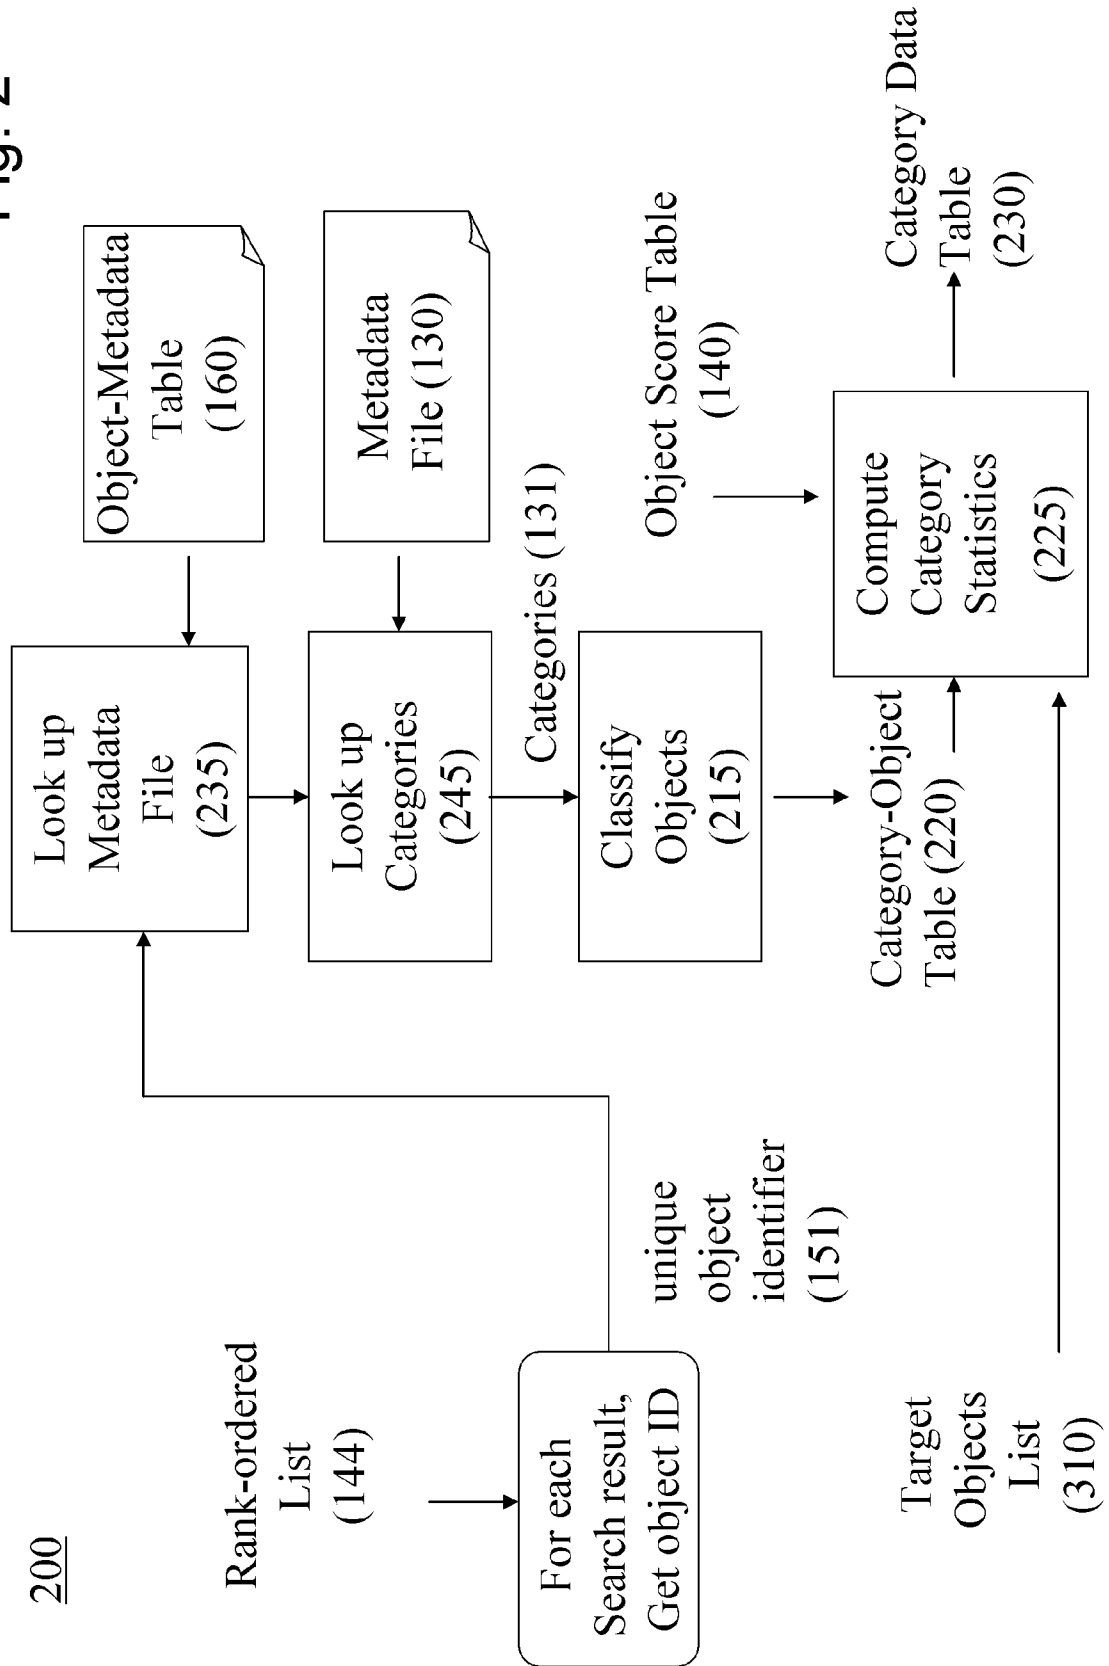 Fig. 2
200
Rank-ordered
List
(144)
For each
Search result,
Get object ID
unique
object
identifier
(151)
Look up
Metadata
File
(235)
Object-Metadata
Table
(160)
Look up
Categories
(245)
Metadata
File (130)
Categories (131)
Classify
Objects
(215)
Object Score Table
(140)
Category-Object
Table (220)
Compute
Category
Statistics
(225)
Category Data
Table
(230)
Target
Objects
List
(310)